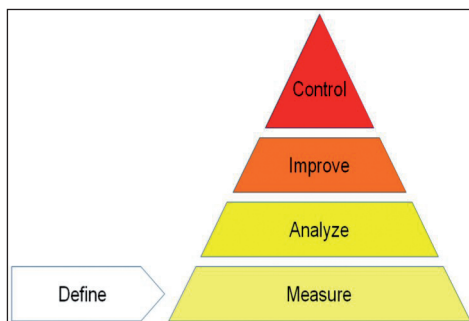 Control
Improve
Analyze
Define
Measure